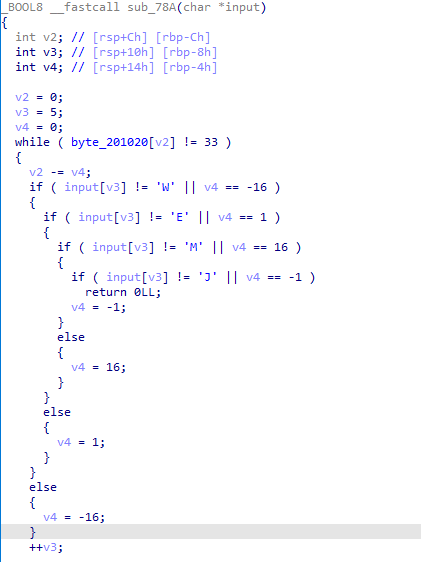 _BOOL8 __fastcall sub_78A(char *input)
{
  int v2; // [rsp+Ch] [rbp-Ch]
  int v3; // [rsp+10h] [rbp-8h]
  int v4; // [rsp+14h] [rbp-4h]

  v2 = 0;
  v3 = 5;
  v4 = 0;
  while ( byte_201020[v2] != 33 )
  {
    v2 -= v4;
    if ( input[v3] != 'W' || v4 == -16 )
    {
      if ( input[v3] != 'E' || v4 == 1 )
      {
        if ( input[v3] != 'M' || v4 == 16 )
        {
          if ( input[v3] != 'J' || v4 == -1 )
            return 0LL;
          v4 = -1;
        }
        else
        {
          v4 = 16;
        }
      }
      else
      {
        v4 = 1;
      }
    }
    else
    {
      v4 = -16;
    }
    ++v3;